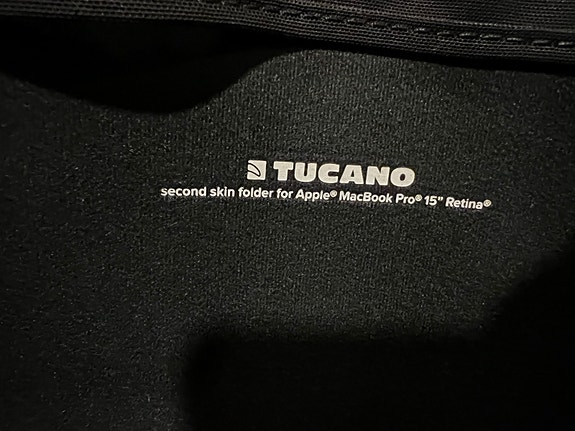 TUCANO
second skin folder for Apple® MacBook Pro® 15" Retina®